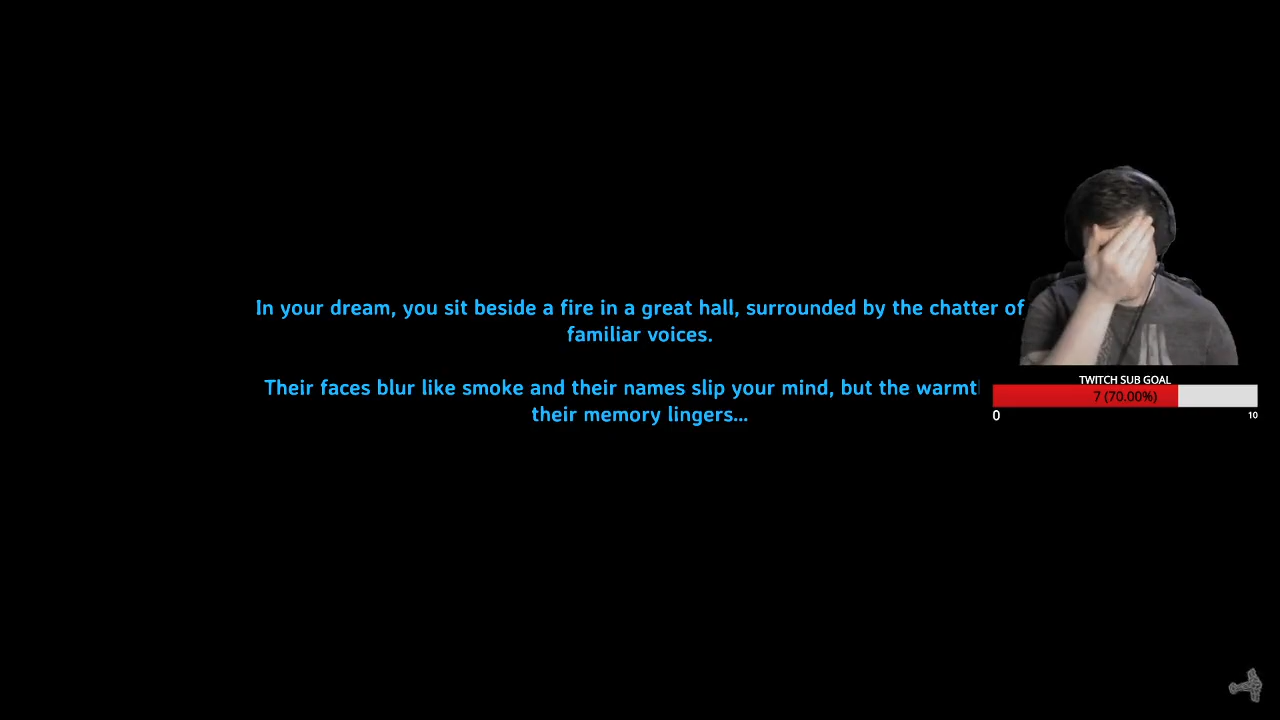 In your dream, you sit beside a fire in a great hall, surrounded by the chatter of
familiar voices.
Their faces blur like smoke and their names slip your mind, but the
their memory lingers...
TWITCH SUB GOAL
7 (70.00%)
0
10